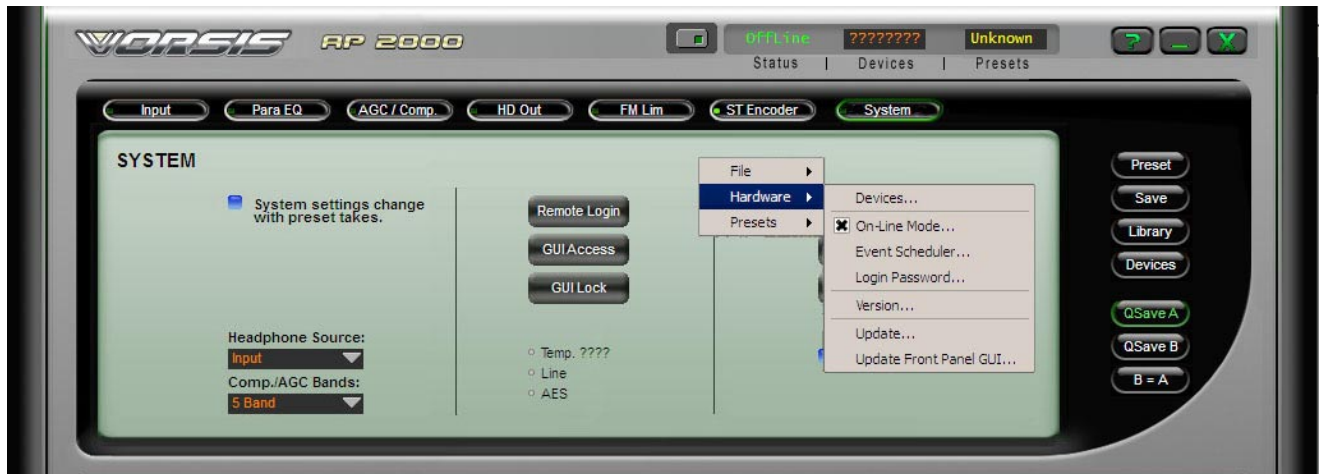 VORSIS AP 2000
OffLine ???????? Unknown
Status | Devices | Presets
? _ X
Input Para EQ AGC / Comp. HD Out FM Lim ST Encoder System
SYSTEM
System settings change
with preset takes.
Headphone Source:
Input
Comp./AGC Bands:
5 Band
Remote Login
GUI Access
GUI Lock
Temp. ????
Line
AES
File
Hardware
Presets
Devices...
On-Line Mode...
Event Scheduler...
Login Password...
Version...
Update...
Update Front Panel GUI...
Preset
Save
Library
Devices
QSave A
QSave B
B = A